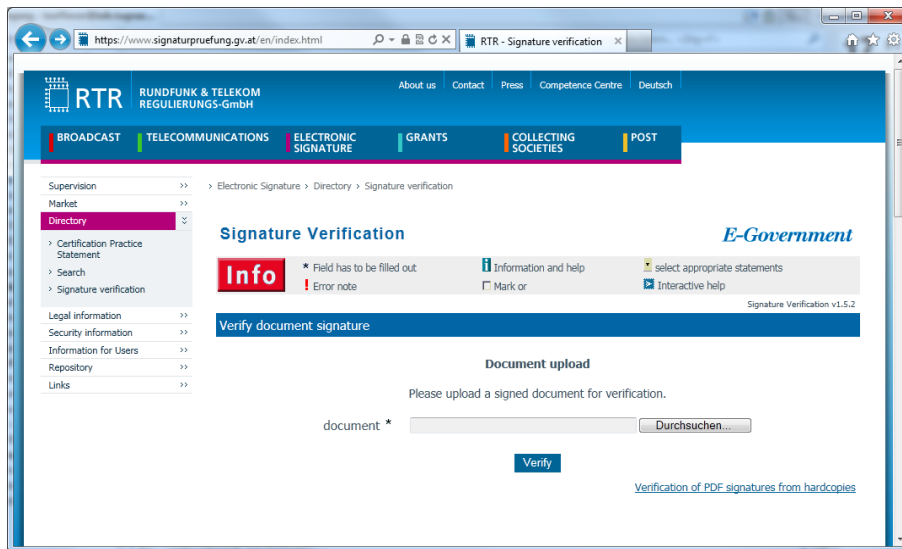 https://www.signaturpruefung.gv.at/en/index.html
RTR - Signature verification
RTR
RUNDFUNK & TELEKOM
REGULIERUNGS-GmbH
About us
Contact
Press
Competence Centre
Deutsch
BROADCAST
TELECOMMUNICATIONS
ELECTRONIC
SIGNATURE
GRANTS
COLLECTING
SOCIETIES
POST
Supervision >>
Market >>
Directory
> Certification Practice
Statement
> Search
> Signature verification
Legal information >>
Security information >>
Information for Users >>
Repository >>
Links >>
> Electronic Signature > Directory > Signature verification
Signature Verification
E-Government
Info
* Field has to be filled out
i Information and help
select appropriate statements
! Error note
Mark or
Interactive help
Signature Verification v1.5.2
Verify document signature
Document upload
Please upload a signed document for verification.
document *
Durchsuchen...
Verify
Verification of PDF signatures from hardcopies